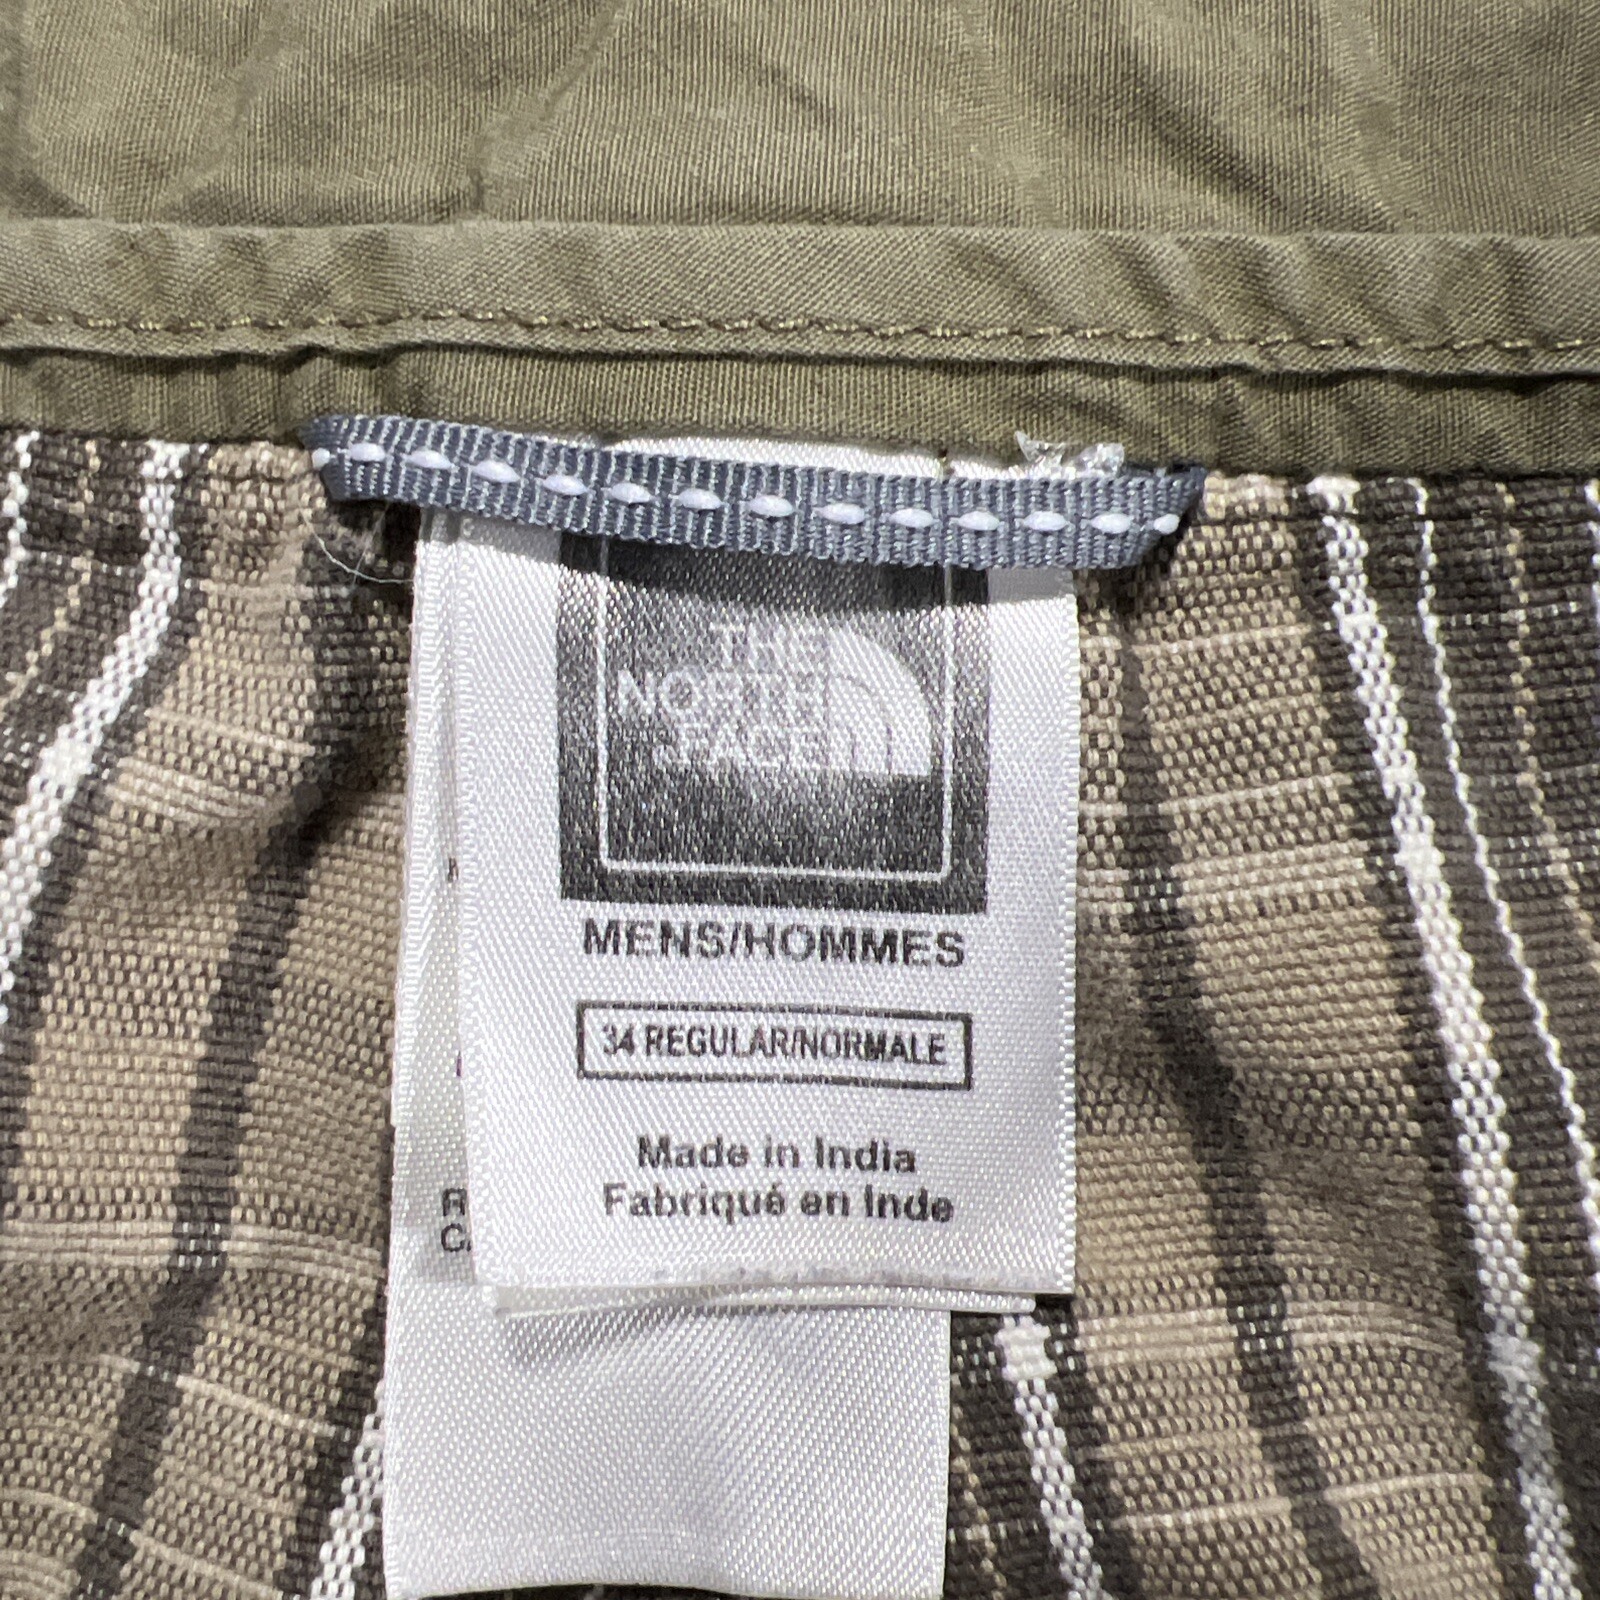 THE
NORTH
FACE
MENS/HOMMES
34 REGULAR/NORMALE
Made in India
Fabriqué en Inde
R
C